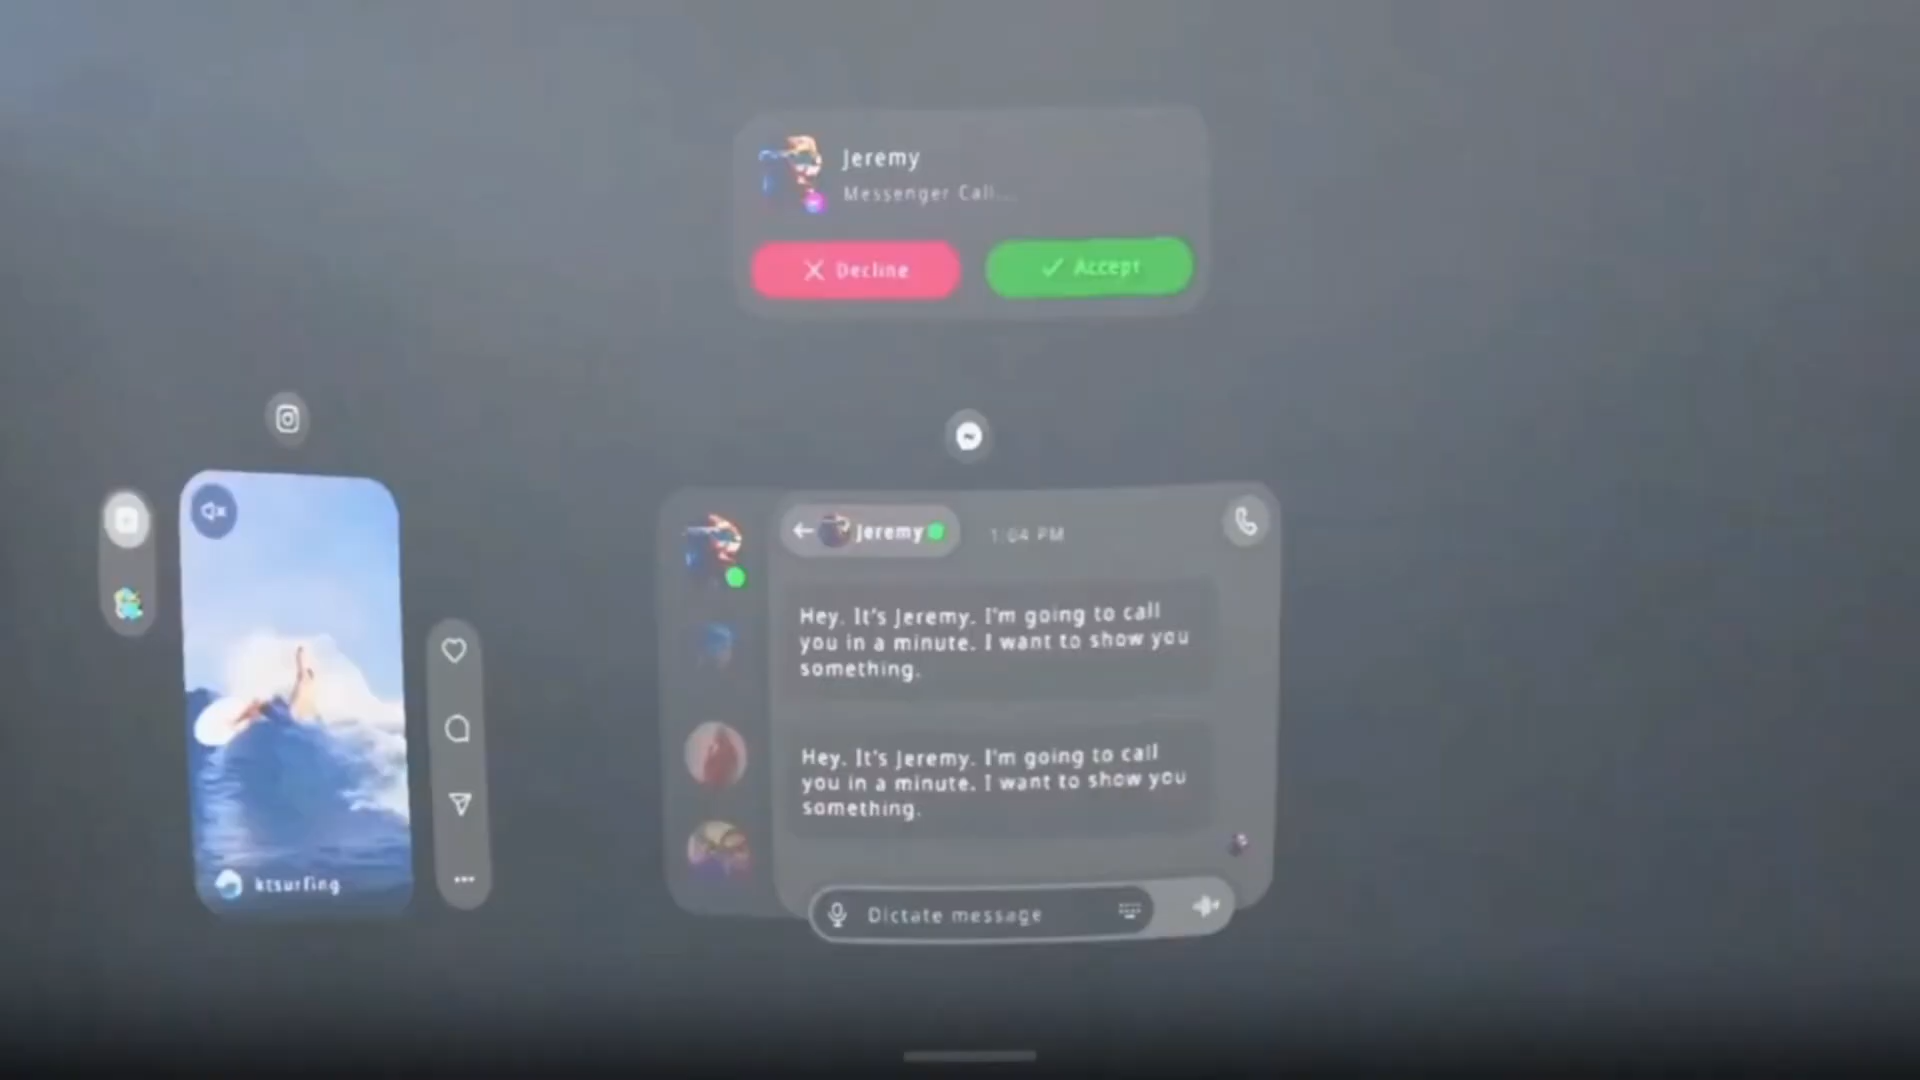 Jeremy
Messenger Call...
Decline
Accept
Jeremy
1:04 PM
Hey. It's Jeremy. I'm going to call
you in a minute. I want to show you
something.
Hey. It's Jeremy. I'm going to call
you in a minute. I want to show you
something.
Dictate message
ktsurfing